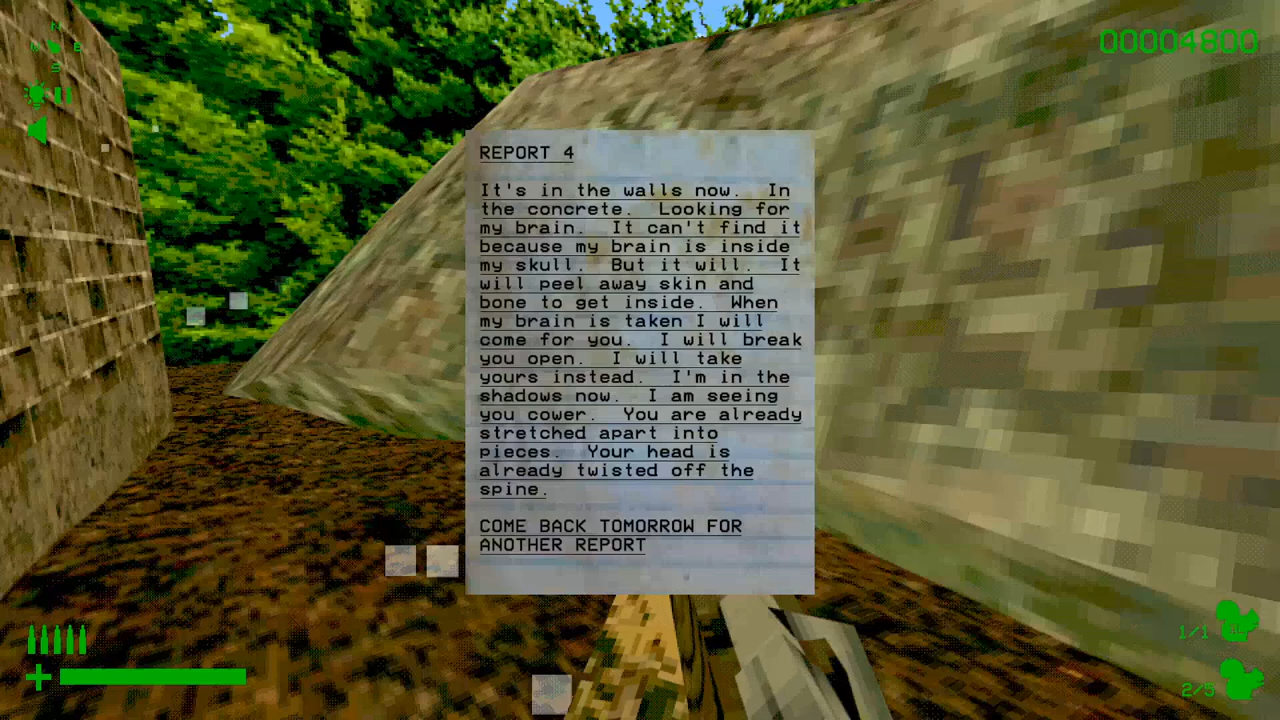 N
W E
S
00004800
REPORT 4
It's in the walls now. In
the concrete. Looking for
my brain. It can't find it
because my brain is inside
my skull. But it will. It
will peel away skin and
bone to get inside. When
my brain is taken I will
come for you. I will break
you open. I will take
yours instead. I'm in the
shadows now. I am seeing
you cower. You are already
stretched apart into
pieces. Your head is
already twisted off the
spine.
COME BACK TOMORROW FOR
ANOTHER REPORT
1/1
2/5